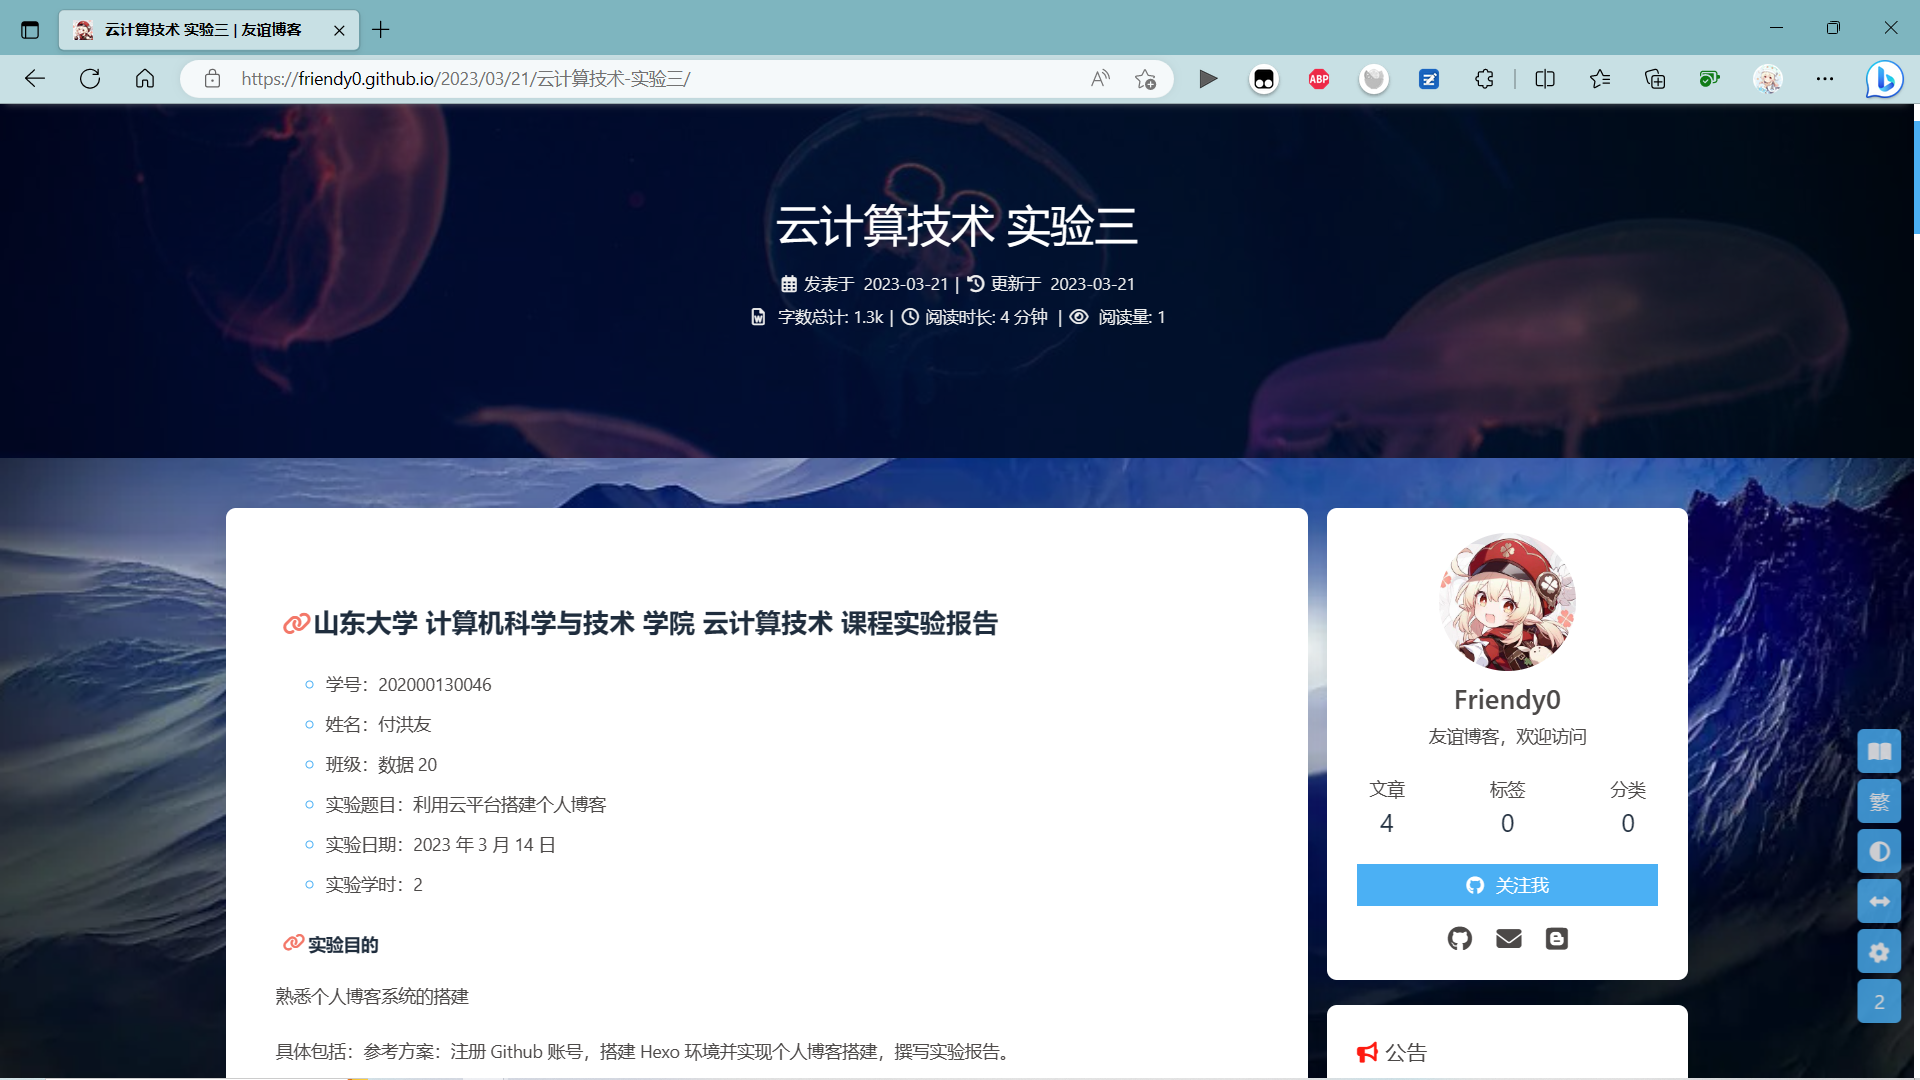 云计算技术 实验三 | 友谊博客
https://friendy0.github.io/2023/03/21/云计算技术-实验三/
ABP
云计算技术 实验三
发表于 2023-03-21 | 更新于 2023-03-21
字数总计: 1.3k | 阅读时长: 4 分钟 | 阅读量: 1
山东大学 计算机科学与技术 学院 云计算技术 课程实验报告
学号：202000130046
姓名：付洪友
班级：数据 20
实验题目：利用云平台搭建个人博客
实验日期：2023 年 3 月 14 日
实验学时：2
实验目的
熟悉个人博客系统的搭建
具体包括：参考方案：注册 Github 账号，搭建 Hexo 环境并实现个人博客搭建，撰写实验报告。
Friendy0
友谊博客，欢迎访问
文章 标签 分类
4 0 0
关注我
公告
繁
2